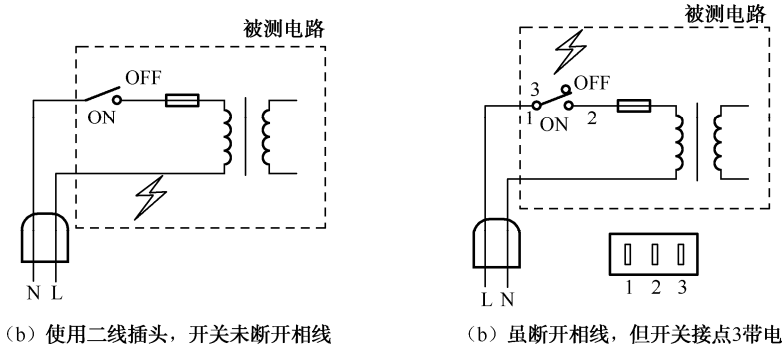 被测电路
OFF
ON
N L
(b) 使用二线插头，开关未断开相线
被测电路
3 OFF
1 ON 2
L N
1 2 3
(b) 虽断开相线，但开关接点3带电